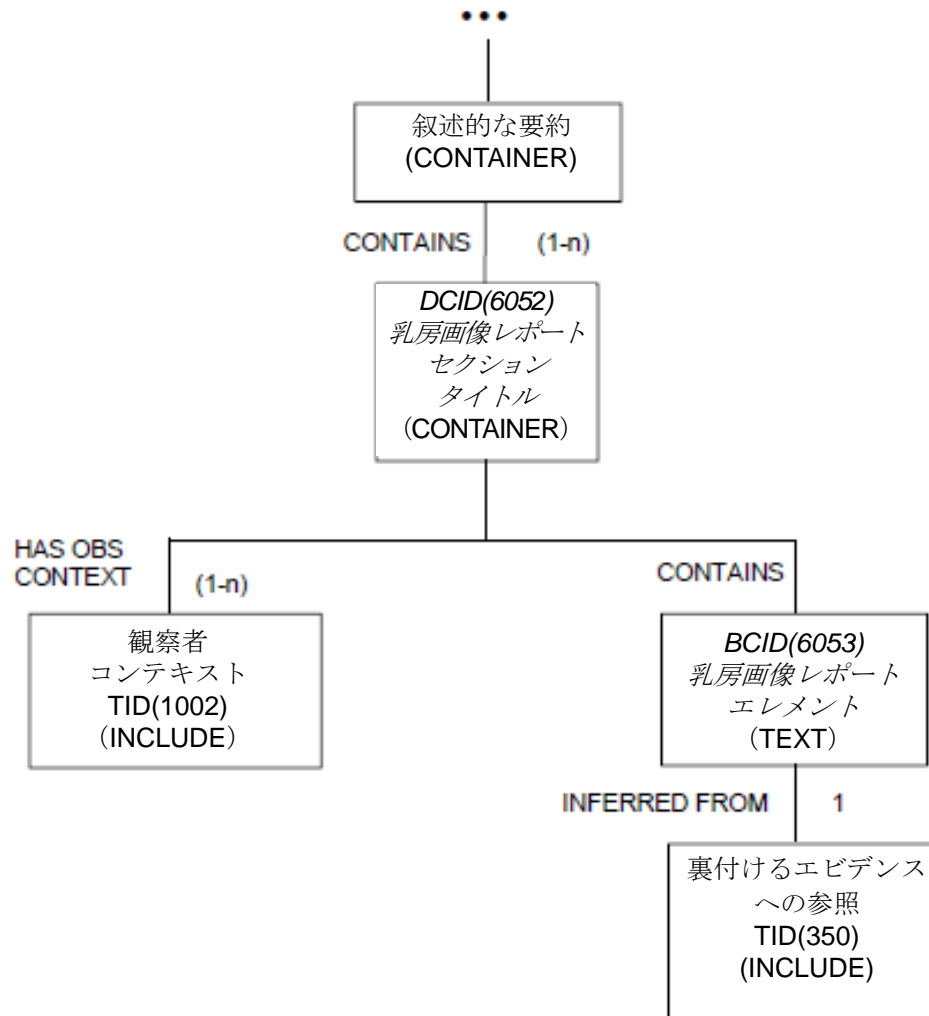 •••
叙述的な要約
(CONTAINER)
CONTAINS (1-n)
DCID(6052)
乳房画像レポート
セクション
タイトル
（CONTAINER）
HAS OBS
CONTEXT
(1-n)
観察者
コンテキスト
TID(1002)
（INCLUDE）
CONTAINS
BCID(6053)
乳房画像レポート
エレメント
（TEXT）
INFERRED FROM 1
裏付けるエビデンス
への参照
TID(350)
(INCLUDE)